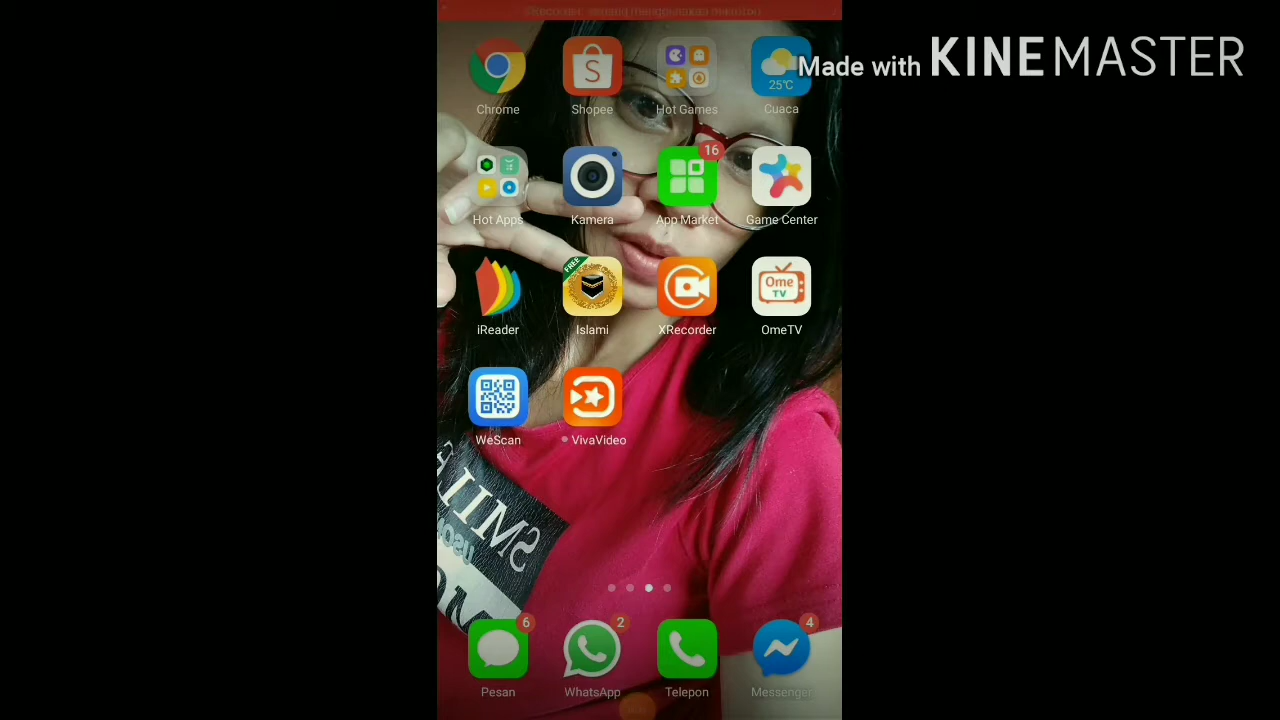 Made with KINEMASTER
25°C
Chrome
Shopee
Hot Games
Cuaca
16
Hot Apps
Kamera
App Market
Game Center
FREE
Ome
TV
iReader
Islami
XRecorder
OmeTV
WeScan
VivaVideo
SMIL
6
2
4
Pesan
WhatsApp
Telepon
Messenger